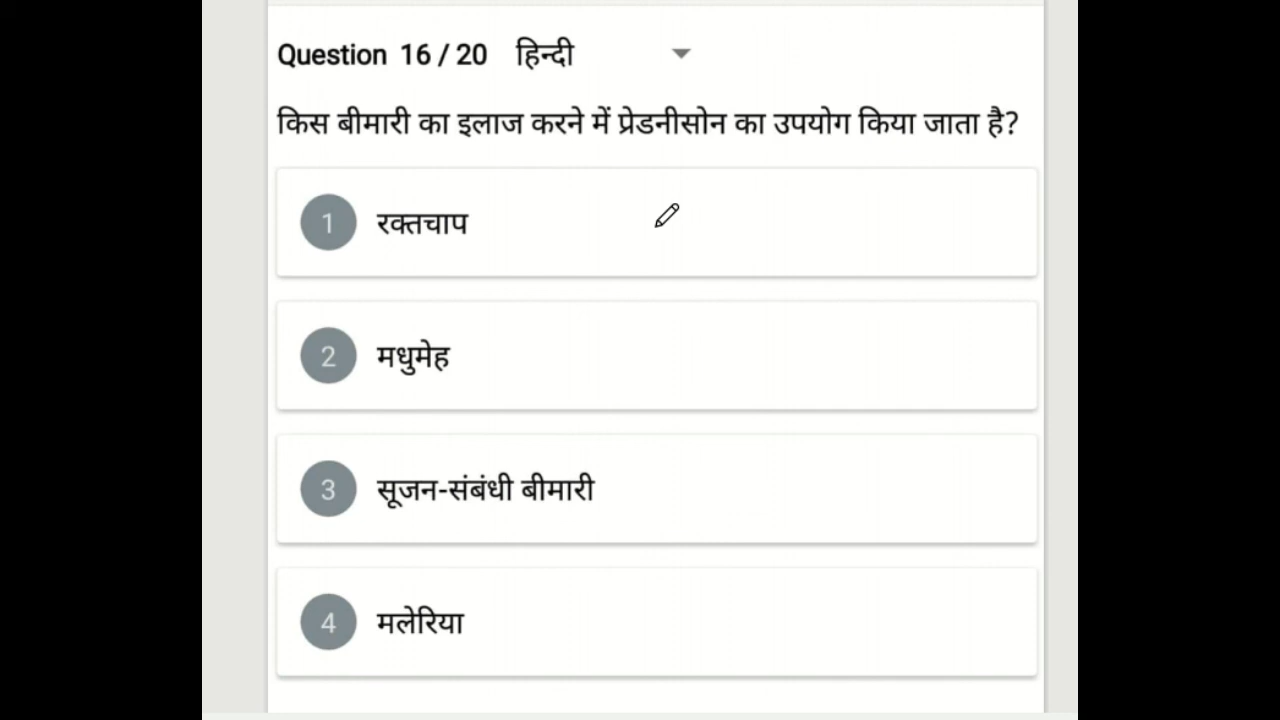 Question 16 / 20 हिन्दी
किस बीमारी का इलाज करने में प्रेडनीसोन का उपयोग किया जाता है?
1 रक्तचाप
2 मधुमेह
3 सूजन-संबंधी बीमारी
4 मलेरिया